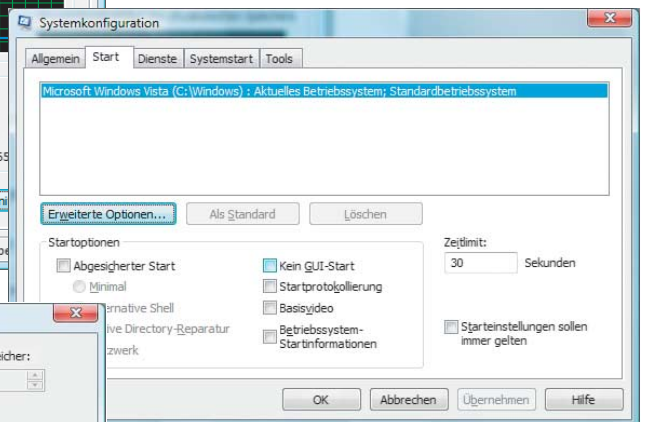 Systemkonfiguration
Allgemein Start Dienste Systemstart Tools
Microsoft Windows Vista (C:\Windows) : Aktuelles Betriebssystem; Standardbetriebssystem
Erweiterte Optionen... Als Standard Löschen
Startoptionen
Abgesicherter Start
Minimal
ernative Shell
ive Directory-Reparatur
zwerk
Kein GUI-Start
Startprotokollierung
Basisvideo
Betriebssystem-
Startinformationen
Zeitlimit:
30 Sekunden
Starteinstellungen sollen
immer gelten
eicher:
OK Abbrechen Übernehmen Hilfe